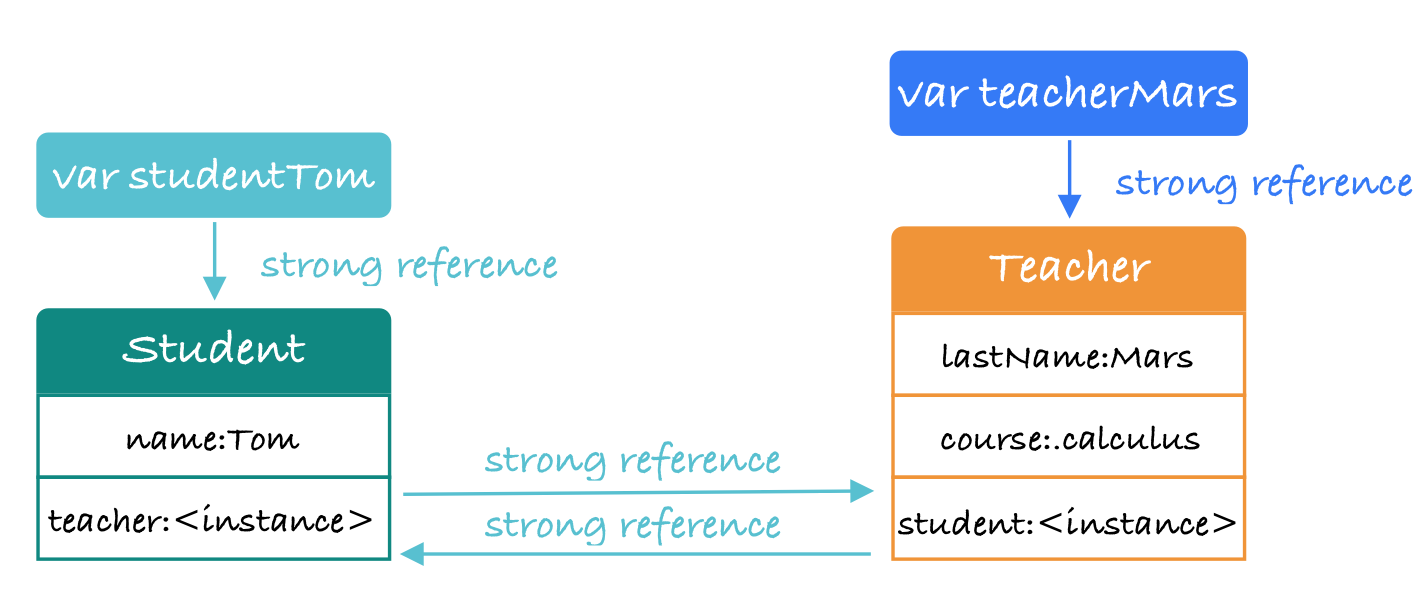 var teacherMars
var studentTom
strong reference
strong reference
Teacher
Student
lastName:Mars
name:Tom
course:.calculus
strong reference
teacher:<instance>
strong reference
student:<instance>